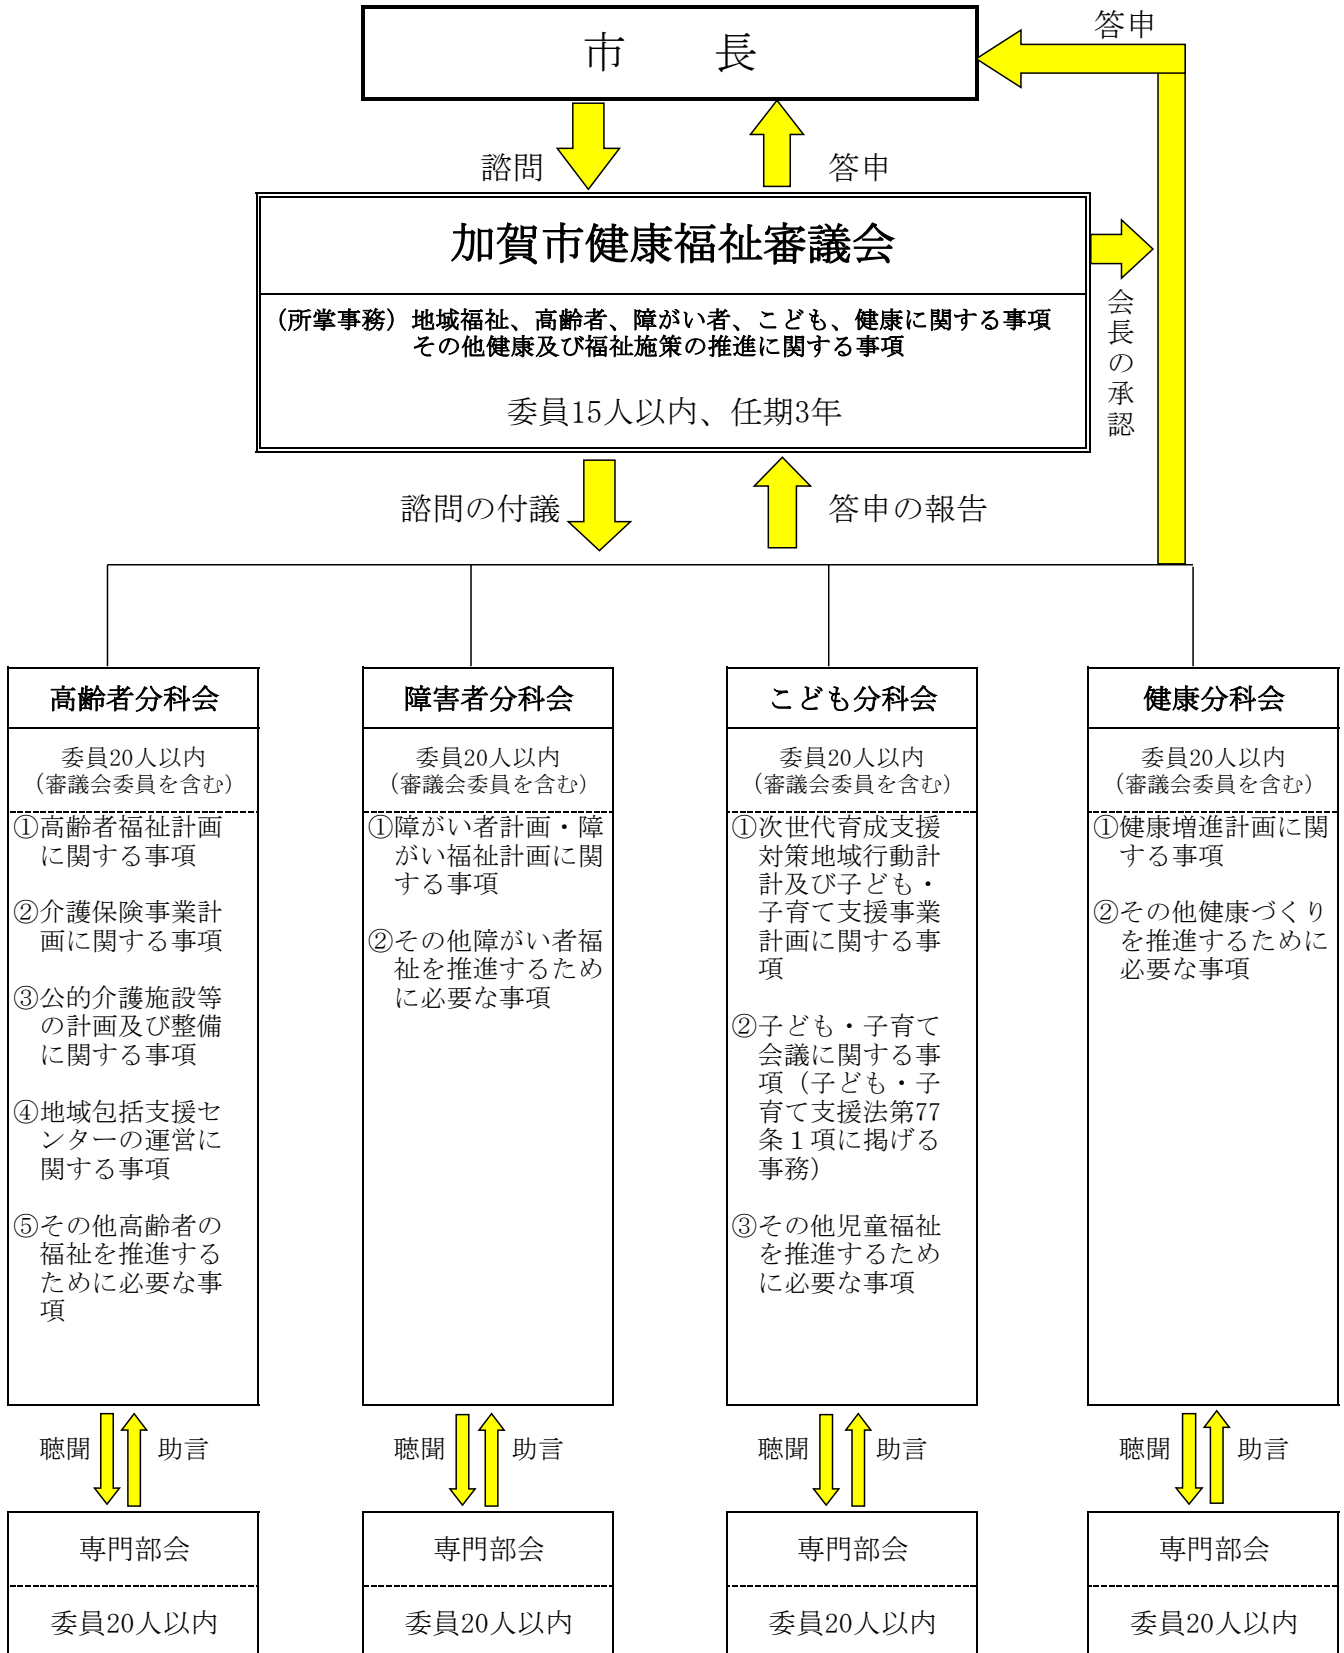 答申
市　　長
諮問
答申
加賀市健康福祉審議会
（所掌事務）地域福祉、高齢者、障がい者、こども、健康に関する事項
その他健康及び福祉施策の推進に関する事項
委員15人以内、任期3年
会長の承認
諮問の付議
答申の報告
高齢者分科会
委員20人以内
（審議会委員を含む）
①高齢者福祉計画
に関する事項
②介護保険事業計
画に関する事項
③公的介護施設等
の計画及び整備
に関する事項
④地域包括支援セ
ンターの運営に
関する事項
⑤その他高齢者の
福祉を推進する
ために必要な事
項
聴聞
助言
専門部会
委員20人以内
障害者分科会
委員20人以内
（審議会委員を含む）
①障がい者計画・障
がい福祉計画に関
する事項
②その他障がい者福
祉を推進するため
に必要な事項
聴聞
助言
専門部会
委員20人以内
こども分科会
委員20人以内
（審議会委員を含む）
①次世代育成支援
対策地域行動計
計及び子ども・
子育て支援事業
計画に関する事
項
②子ども・子育て
会議に関する事
項（子ども・子
育て支援法第77
条１項に掲げる
事務）
③その他児童福祉
を推進するため
に必要な事項
聴聞
助言
専門部会
委員20人以内
健康分科会
委員20人以内
（審議会委員を含む）
①健康増進計画に関
する事項
②その他健康づくり
を推進するために
必要な事項
聴聞
助言
専門部会
委員20人以内